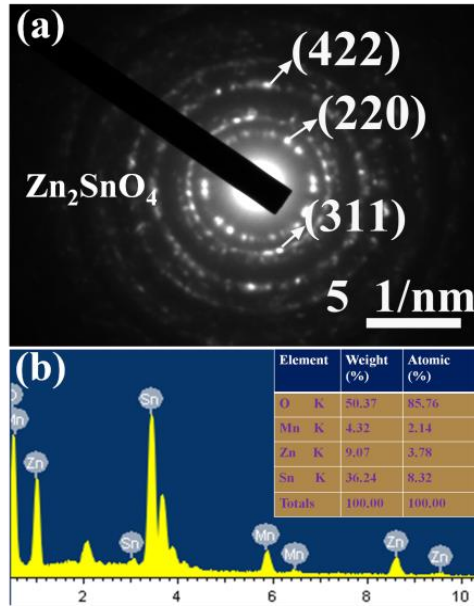 (a)
(422)
(220)
Zn₂SnO₄
(311)
5 1/nm
(b)
Element Weight (%) Atomic (%)
O K 50.37 85.76
Mn K 4.32 2.14
Zn K 9.07 3.78
Sn K 36.24 8.32
Totals 100.00 100.00
O
Mn
Zn
Sn
Sn
Mn
Mn
Zn
Zn
2 4 6 8 10